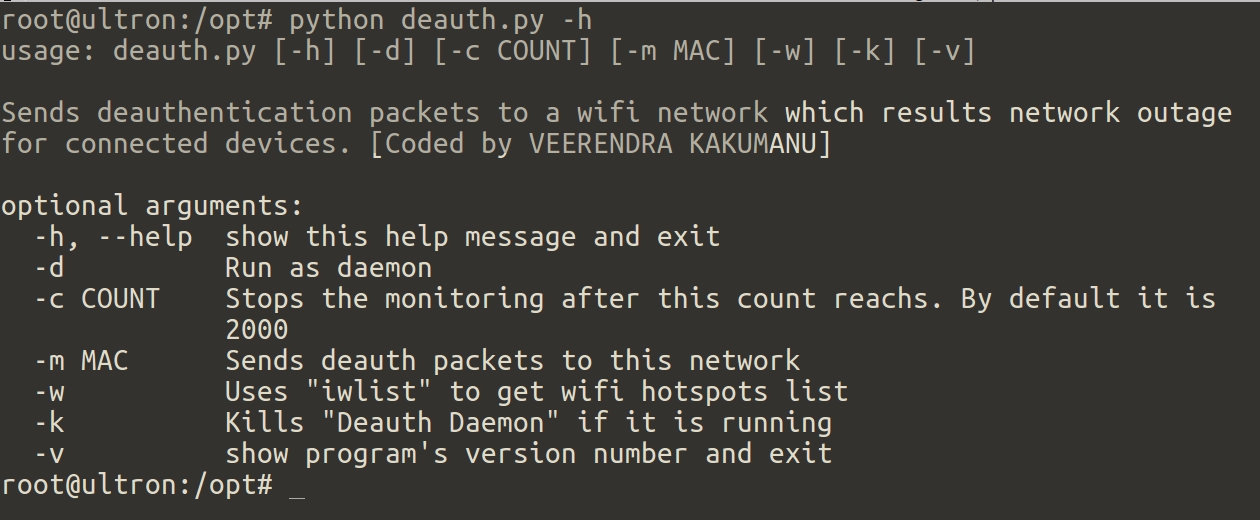 root@ultron:/opt# python deauth.py -h
usage: deauth.py [-h] [-d] [-c COUNT] [-m MAC] [-w] [-k] [-v]
Sends deauthentication packets to a wifi network which results network outage
for connected devices. [Coded by VEERENDRA KAKUMANU]
optional arguments:
-h, --help  show this help message and exit
-d          Run as daemon
-c COUNT    Stops the monitoring after this count reachs. By default it is
2000
-m MAC      Sends deauth packets to this network
-w          Uses "iwlist" to get wifi hotspots list
-k          Kills "Deauth Daemon" if it is running
-v          show program's version number and exit
root@ultron:/opt# _